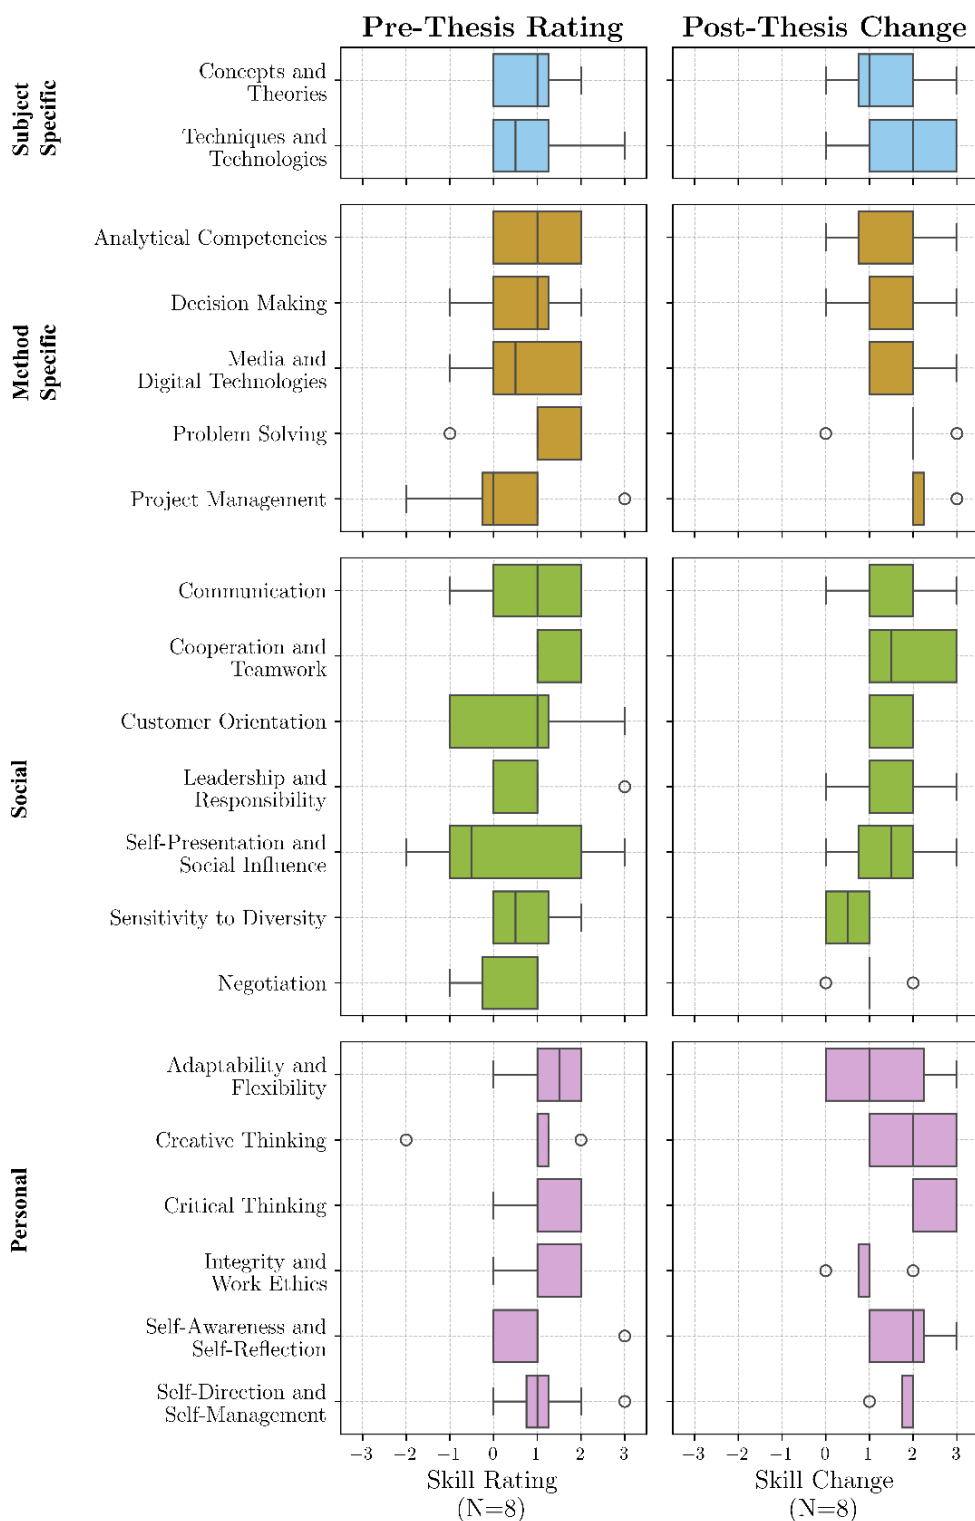 Pre-Thesis Rating
Post-Thesis Change
Subject
Specific
Concepts and
Theories
Techniques and
Technologies
Method
Specific
Analytical Competencies
Decision Making
Media and
Digital Technologies
Problem Solving
Project Management
Social
Communication
Cooperation and
Teamwork
Customer Orientation
Leadership and
Responsibility
Self-Presentation and
Social Influence
Sensitivity to Diversity
Negotiation
Personal
Adaptability and
Flexibility
Creative Thinking
Critical Thinking
Integrity and
Work Ethics
Self-Awareness and
Self-Reflection
Self-Direction and
Self-Management
−3 −2 −1 0 1 2 3
−3 −2 −1 0 1 2 3
Skill Rating
(N=8)
Skill Change
(N=8)